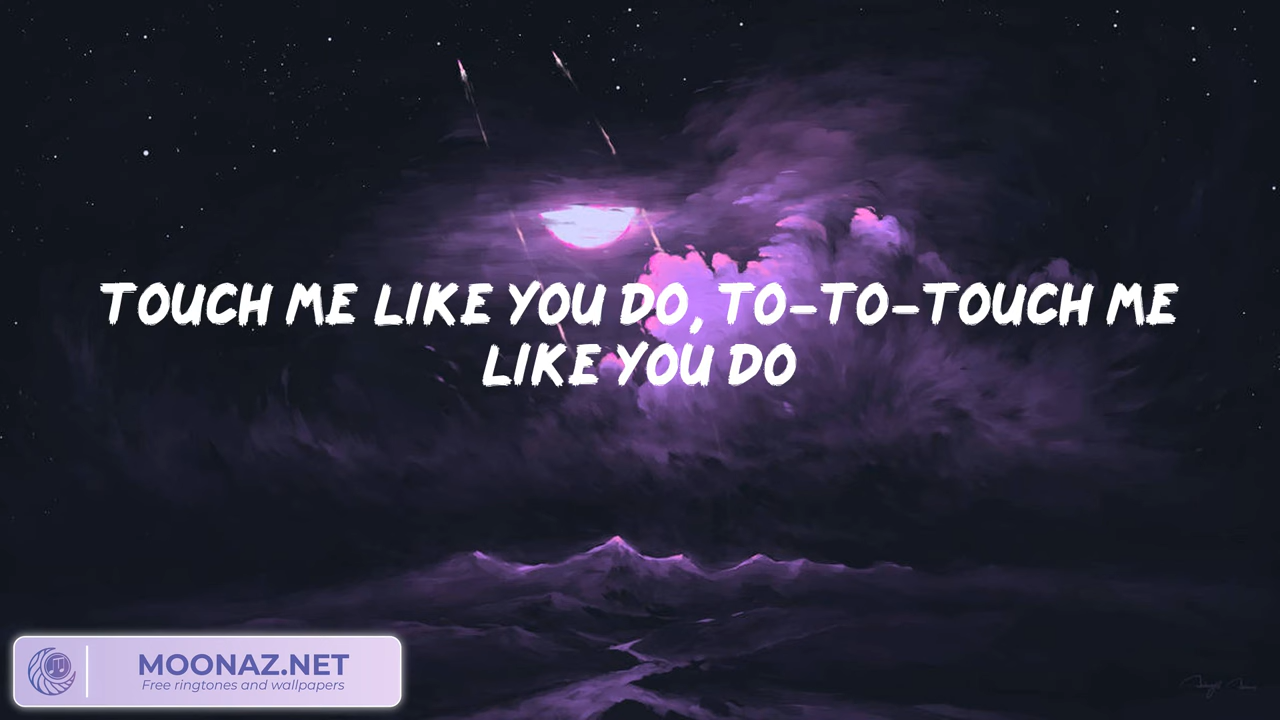 TOUCH ME LIKE YOU DO, TO-TO-TOUCH ME
LIKE YOU DO
MOONAZ.NET
Free ringtones and wallpapers